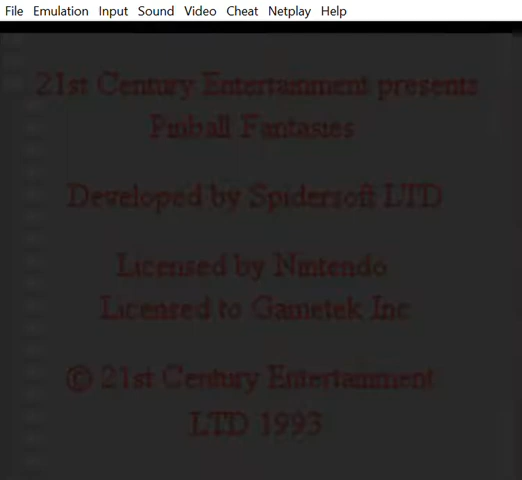 File Emulation Input Sound Video Cheat Netplay Help
21st Century Entertainment presents
Pinball Fantasies
Developed by Spidersoft LTD
Licensed by Nintendo
Licensed to Gametek Inc
© 21st Century Entertainment
LTD 1993